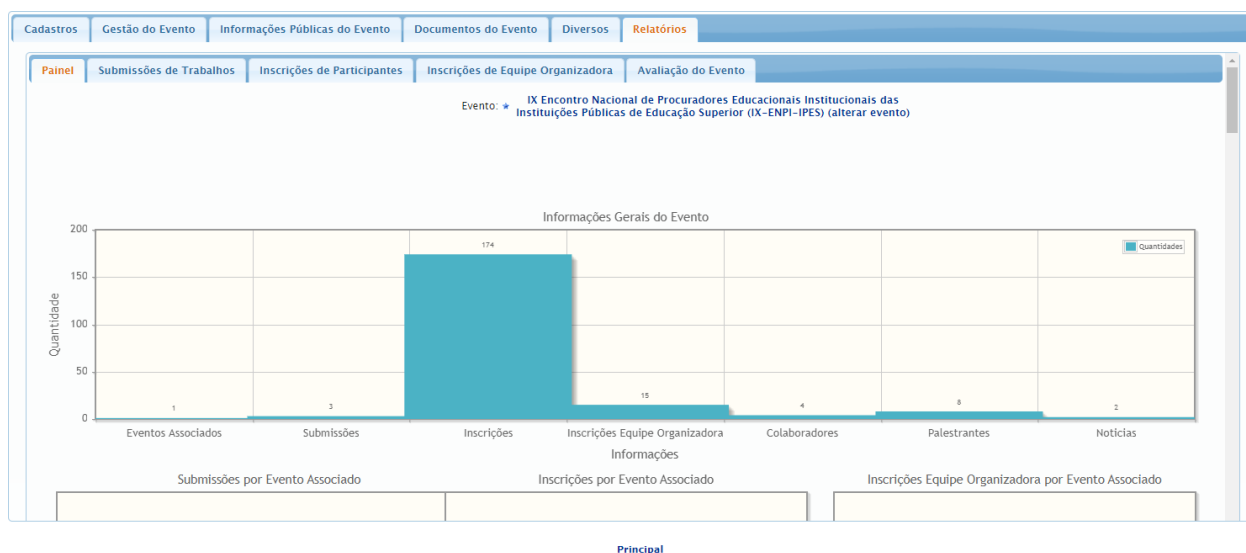 Cadastros Gestão do Evento Informações Públicas do Evento Documentos do Evento Diversos Relatórios
Painel Submissões de Trabalhos Inscrições de Participantes Inscrições de Equipe Organizadora Avaliação do Evento
Evento: IX Encontro Nacional de Procuradores Educacionais Institucionais das
Instituições Públicas de Educação Superior (IX-ENPI-IPES) (alterar evento)
Informações Gerais do Evento
200
174
Quantidades
150
Quantidade
100
50
15
1
3
4
8
2
0
Eventos Associados Submissões Inscrições Inscrições Equipe Organizadora Colaboradores Palestrantes Noticias
Informações
Submissões por Evento Associado Inscrições por Evento Associado Inscrições Equipe Organizadora por Evento Associado
Principal